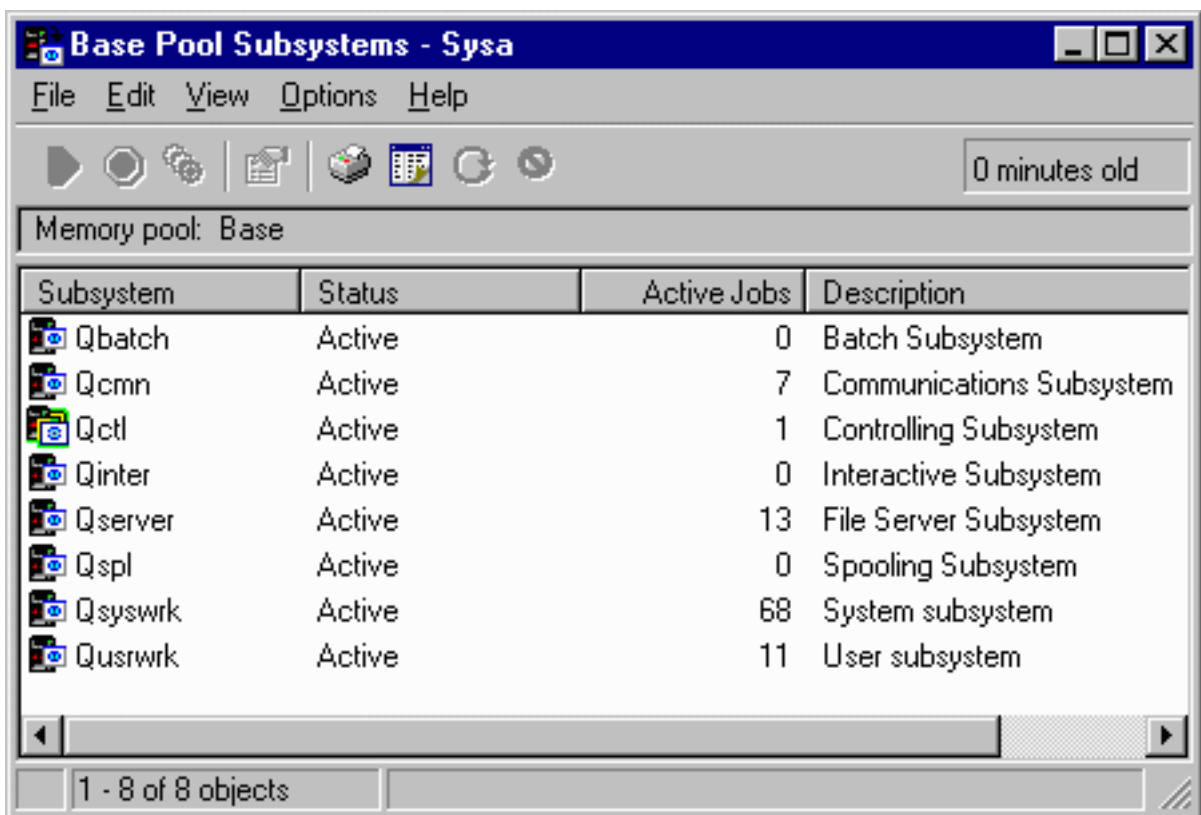 Base Pool Subsystems - Sysa
File Edit View Options Help
0 minutes old
Memory pool: Base
Subsystem Status Active Jobs Description
Qbatch Active 0 Batch Subsystem
Qcmn Active 7 Communications Subsystem
Qctl Active 1 Controlling Subsystem
Qinter Active 0 Interactive Subsystem
Qserver Active 13 File Server Subsystem
Qspl Active 0 Spooling Subsystem
Qsyswrk Active 68 System subsystem
Qusrwrk Active 11 User subsystem
1 - 8 of 8 objects